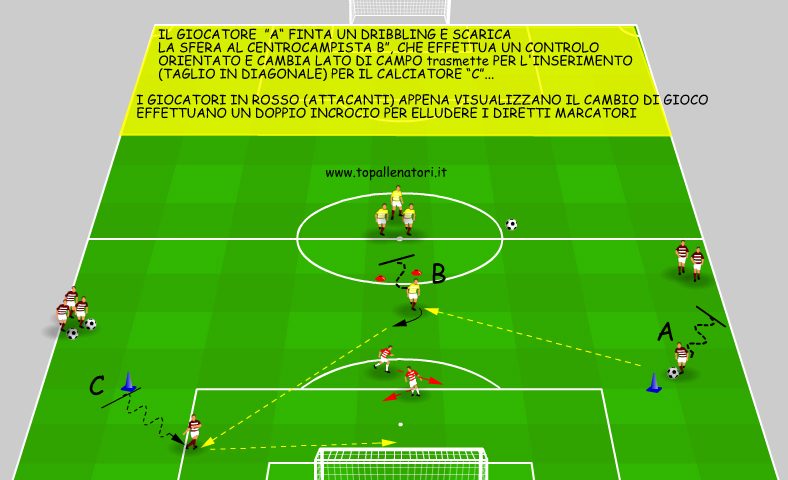 IL GIOCATORE "A" FINTA UN DRIBBLING E SCARICA
LA SFERA AL CENTROCAMPISTA B", CHE EFFETTUA UN CONTROLO
ORIENTATO E CAMBIA LATO DI CAMPO trasmette PER L'INSERIMENTO
(TAGLIO IN DIAGONALE) PER IL CALCIATORE "C"...
I GIOCATORI IN ROSSO (ATTACANTI) APPENA VISUALIZZANO IL CAMBIO DI GIOCO
EFFETTUANO UN DOPPIO INCROCIO PER ELLUDERE I DIRETTI MARCATORI
www.topallenatori.it
B
A
C